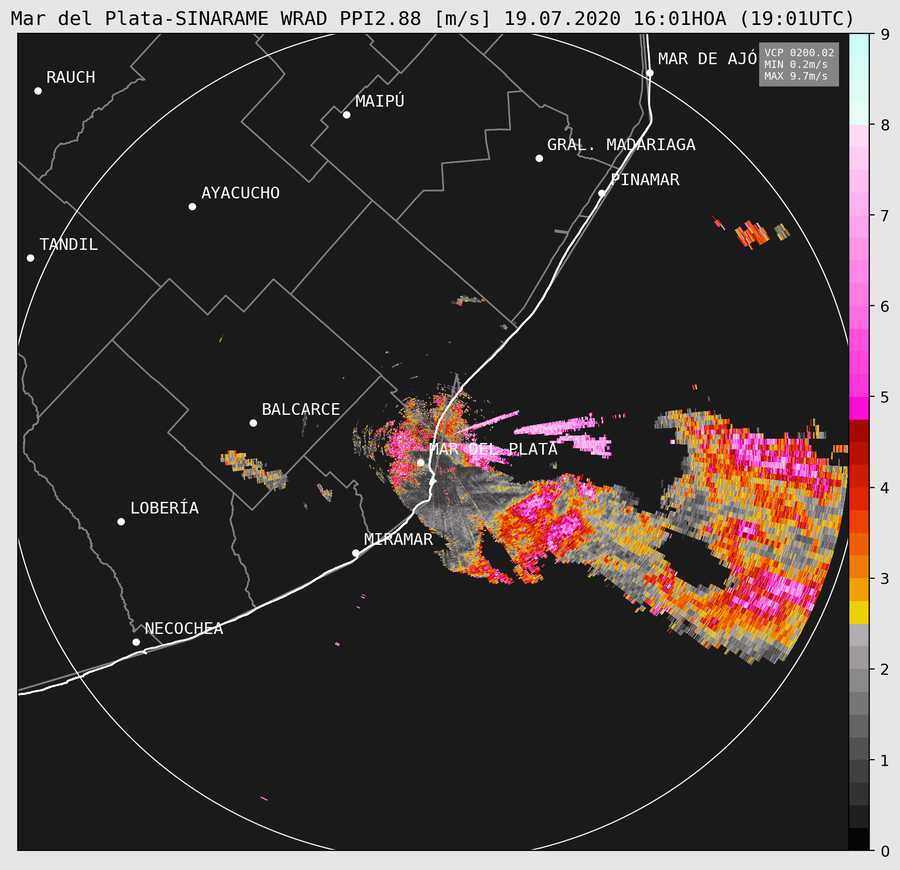 Mar del Plata-SINARAME WRAD PPI2.88 [m/s] 19.07.2020 16:01HOA (19:01UTC)
VCP 0200.02
MIN 0.2m/s
MAX 9.7m/s
MAR DE AJÓ
RAUCH
MAIPÚ
GRAL. MADARIAGA
PINAMAR
AYACUCHO
TANDIL
BALCARCE
MAR DEL PLATA
LOBERÍA
MIRAMAR
NECOCHEA
9
8
7
6
5
4
3
2
1
0